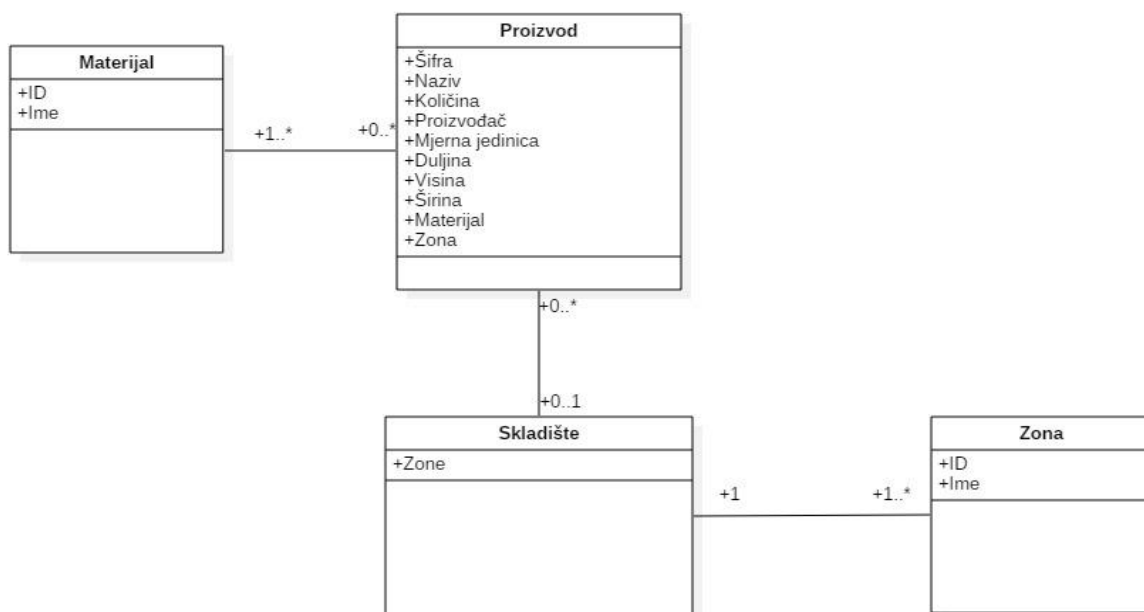 Materijal
+ID
+Ime
+1..*
+0..*
Proizvod
+Šifra
+Naziv
+Količina
+Proizvođač
+Mjerna jedinica
+Duljina
+Visina
+Širina
+Materijal
+Zona
+0..*
+0..1
Skladište
+Zone
+1
+1..*
Zona
+ID
+Ime